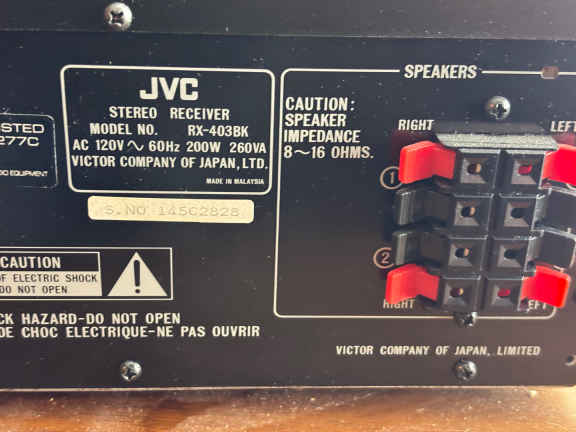 JVC
STEREO RECEIVER
MODEL NO. RX-403BK
AC 120V ∿ 60Hz 200W 260VA
VICTOR COMPANY OF JAPAN, LTD.
MADE IN MALAYSIA
S.NO 145C2828
STED
277C
EQUIPMENT
CAUTION
OF ELECTRIC SHOCK
DO NOT OPEN
CK HAZARD-DO NOT OPEN
DE CHOC ELECTRIQUE-NE PAS OUVRIR
SPEAKERS
CAUTION:
SPEAKER
IMPEDANCE
8~16 OHMS.
RIGHT LEFT
1
2
RIGHT LEFT
VICTOR COMPANY OF JAPAN, LIMITED